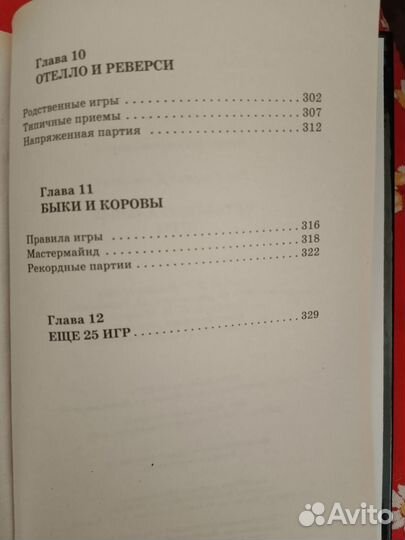 Глава 10
ОТЕЛЛО И РЕВЕРСИ
Родственные игры . . . . . . . . . . . . . . . . . . . . . . 302
Типичные приемы . . . . . . . . . . . . . . . . . . . . . . 307
Напряженная партия . . . . . . . . . . . . . . . . . . . . 312
Глава 11
БЫКИ И КОРОВЫ
Правила игры . . . . . . . . . . . . . . . . . . . . . . . . . 316
Мастермайнд . . . . . . . . . . . . . . . . . . . . . . . . . 318
Рекордные партии . . . . . . . . . . . . . . . . . . . . . . 322
Глава 12
ЕЩЕ 25 ИГР . . . . . . . . . . . . . . . . . . . . . . . . . . 329
Avito